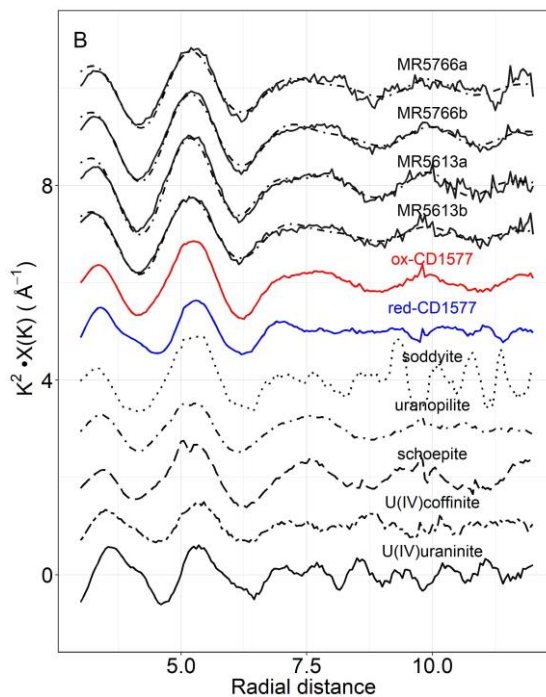 B
MR5766a
MR5766b
8
MR5613a
MR5613b
ox-CD1577
red-CD1577
soddyite
4
uranopilite
schoepite
U(IV)coffinite
U(IV)uraninite
0
K² •X(K) ( Å⁻¹)
5.0 7.5 10.0
Radial distance